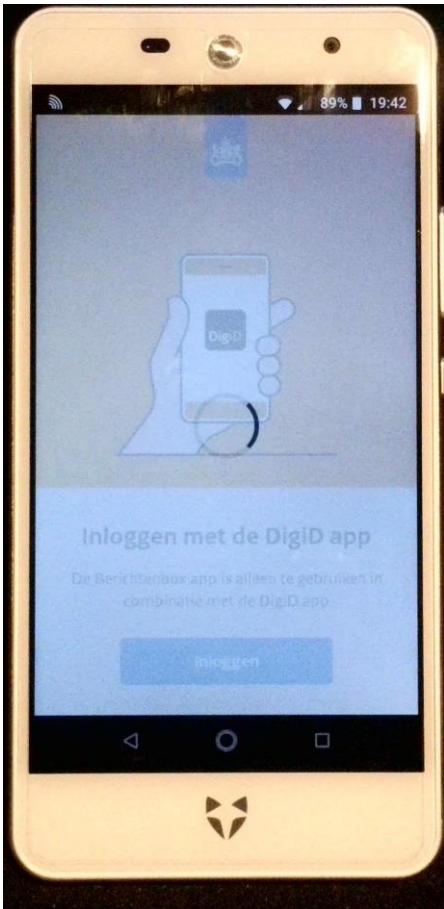 89% 19:42
DigiD
Inloggen met de DigiD app
De Berichtenbox app is alleen te gebruiken in
combinatie met de DigiD app
Inloggen